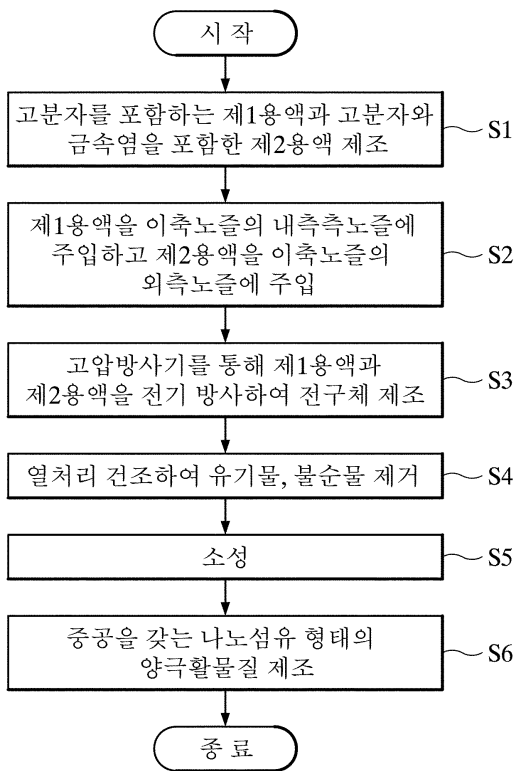 시 작
고분자를 포함하는 제1용액과 고분자와
금속염을 포함한 제2용액 제조
S1
제1용액을 이축노즐의 내측측노즐에
주입하고 제2용액을 이축노즐의
외측노즐에 주입
S2
고압방사기를 통해 제1용액과
제2용액을 전기 방사하여 전구체 제조
S3
열처리 건조하여 유기물, 불순물 제거
S4
소성
S5
중공을 갖는 나노섬유 형태의
양극활물질 제조
S6
종 료